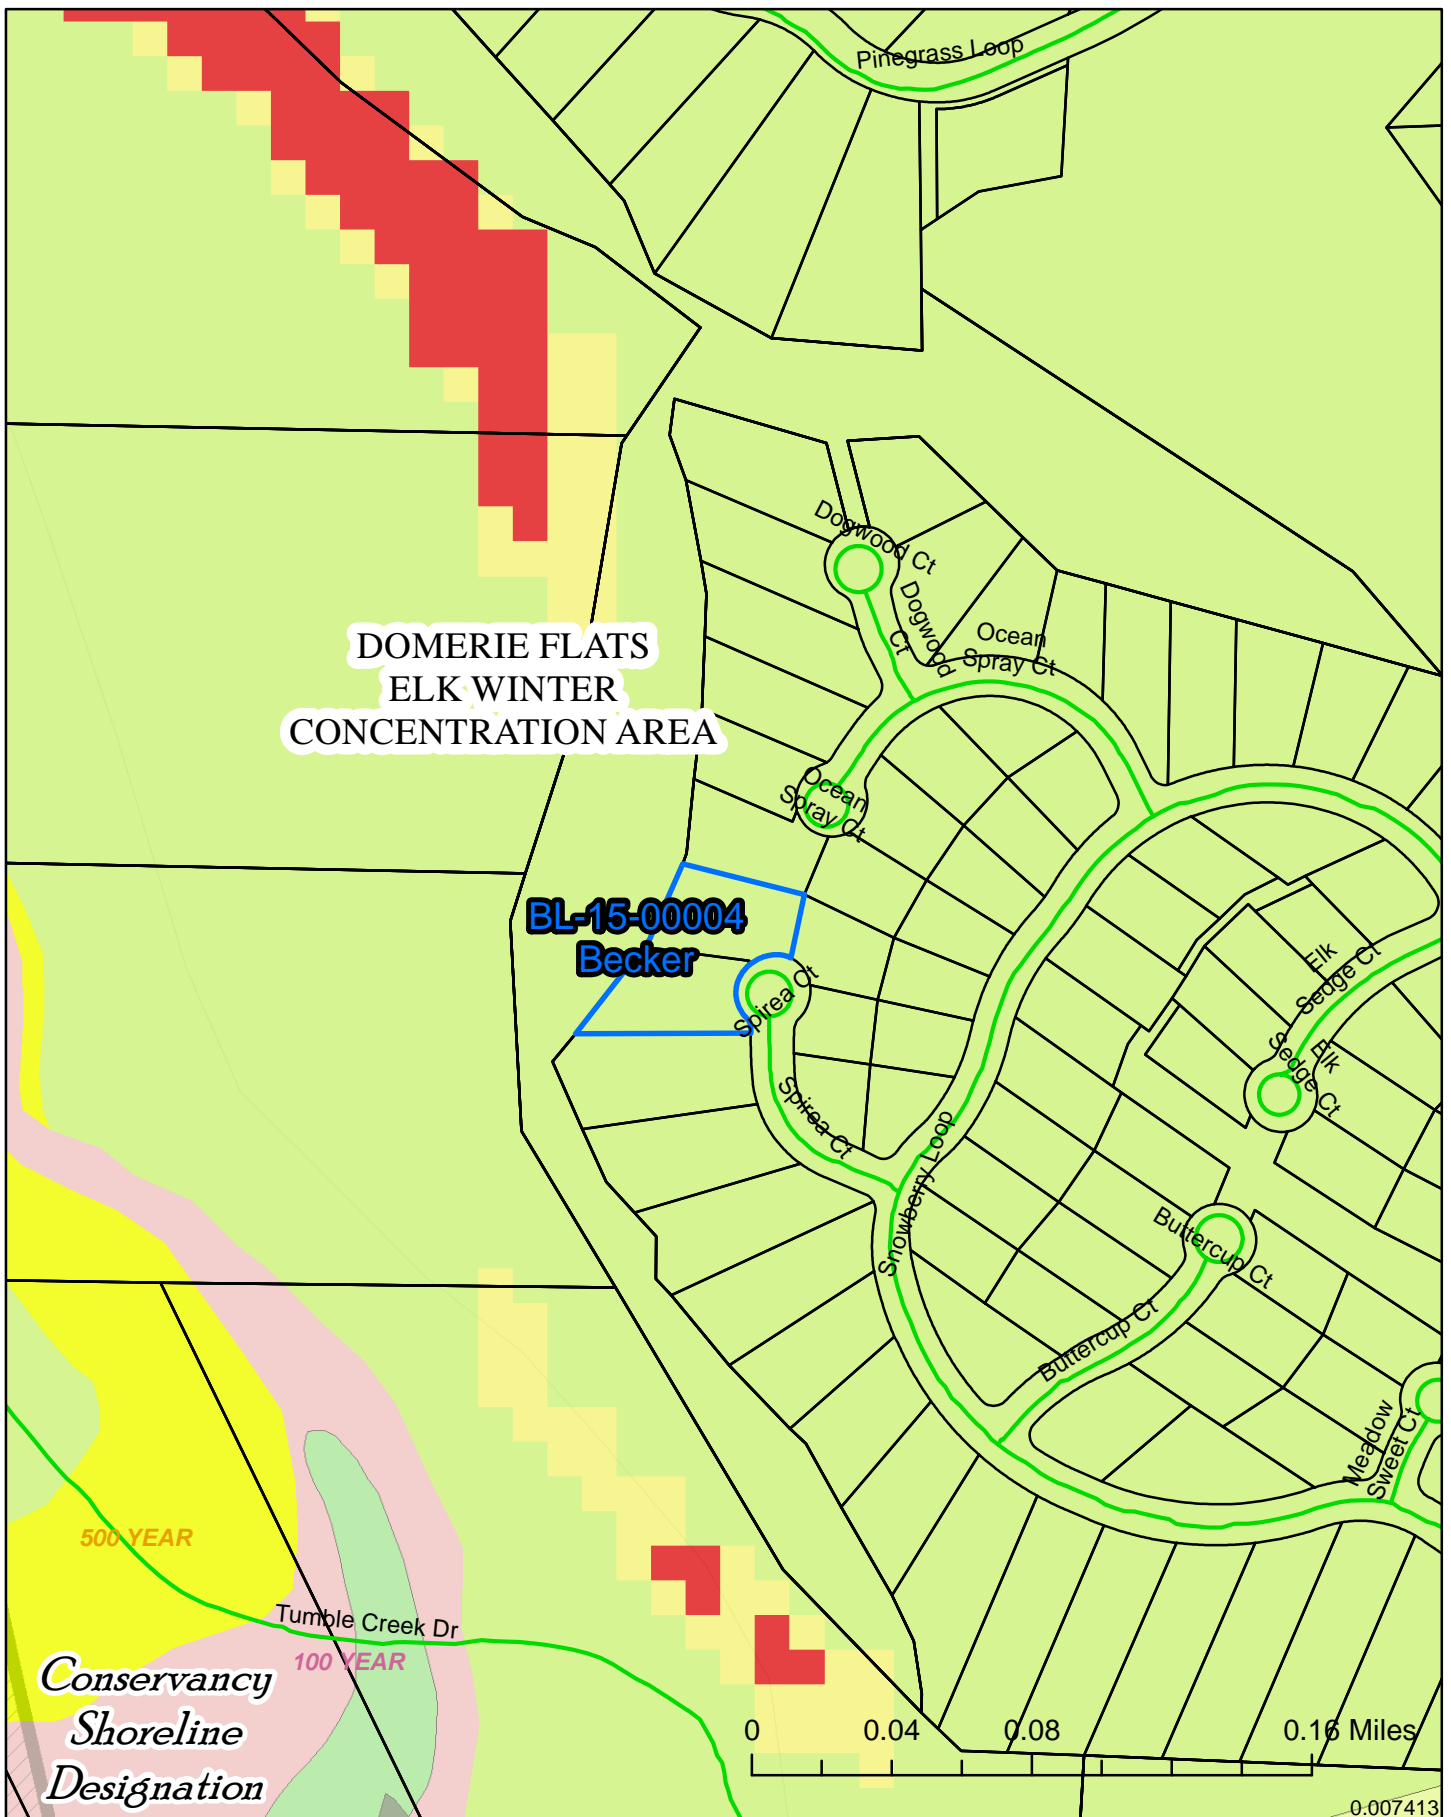 Pinegrass Loop
Dogwood Ct
Dogwood
Ct
Ocean
Spray Ct
DOMERIE FLATS
ELK WINTER
CONCENTRATION AREA
Ocean
Spray Ct
BL-15-00004
Becker
Spirea Ct
Elk
Sedge Ct
Elk
Sedge Ct
Spirea Ct
Snowberry Loop
Buttercup Ct
Buttercup Ct
Meadow
Sweet Ct
500 YEAR
Tumble Creek Dr
100 YEAR
Conservancy
Shoreline
Designation
0 0.04 0.08 0.16 Miles
0.007413